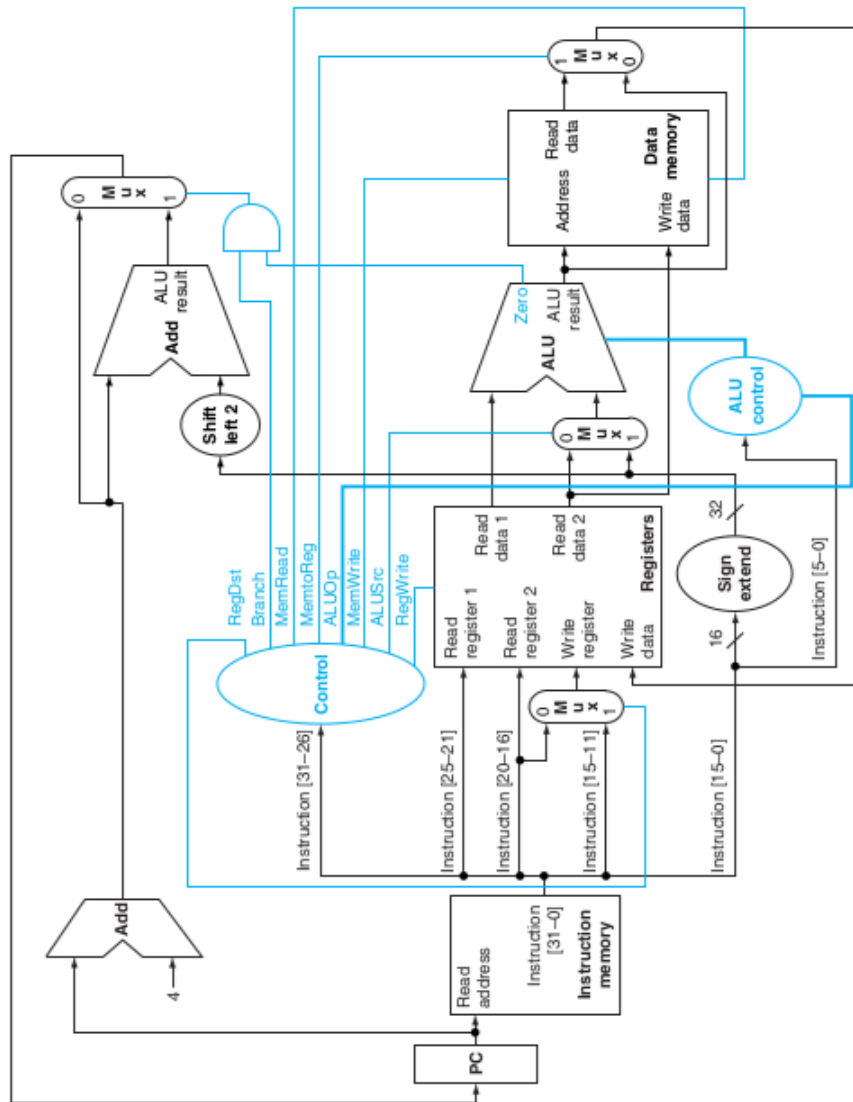 Add
4
PC
Read
address
Instruction
[31–0]
Instruction
memory
Instruction [31–26]
Instruction [25–21]
Instruction [20–16]
Instruction [15–11]
Instruction [15–0]
Instruction [5–0]
Control
RegDst
Branch
MemRead
MemtoReg
ALUOp
MemWrite
ALUSrc
RegWrite
0
M
u
x
1
Read
register 1
Read
register 2
Write
register
Write
data
Read
data 1
Read
data 2
Registers
16
Sign
extend
32
Shift
left 2
Add
ALU
result
0
M
u
x
1
0
M
u
x
1
Zero
ALU
ALU
result
ALU
control
Address
Read
data
Write
data
Data
memory
1
M
u
x
0